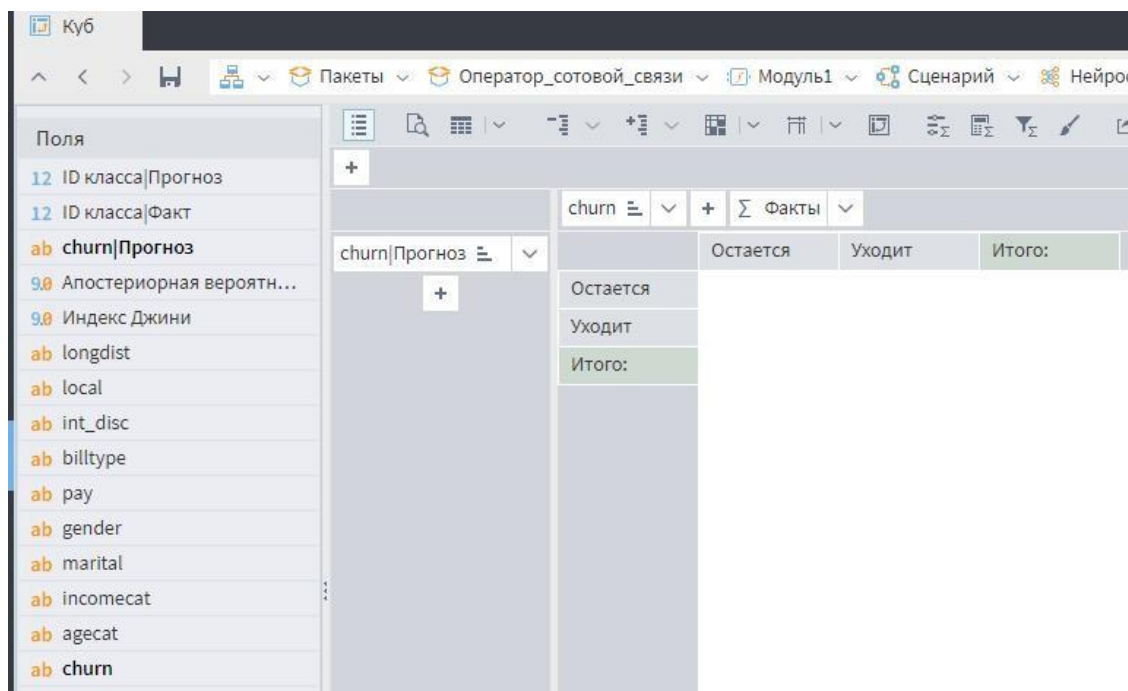 Куб
Пакеты Оператор_сотовой_связи Модуль1 Сценарий
Поля
12 ID класса|Прогноз
12 ID класса|Факт
ab churn|Прогноз
9.0 Апостериорная вероятн...
9.0 Индекс Джини
ab longdist
ab local
ab int_disc
ab billtype
ab pay
ab gender
ab marital
ab incomecat
ab agecat
ab churn
+
churn + Σ Факты
churn|Прогноз
+
Остается Уходит Итого:
Остается
Уходит
Итого: